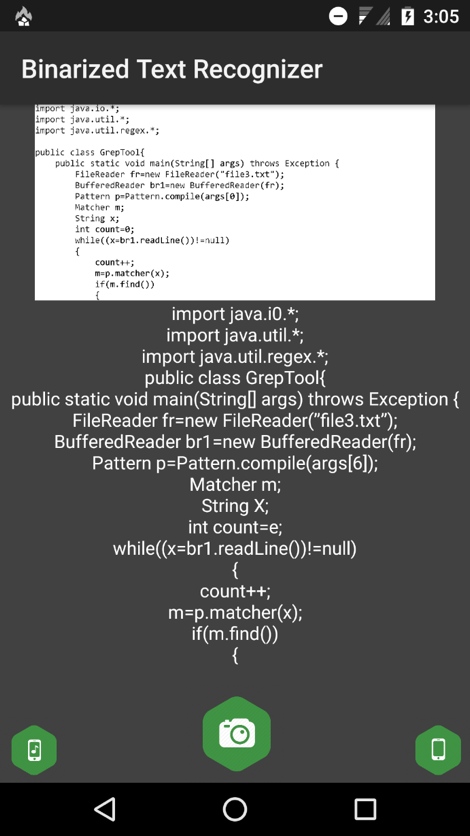 3:05
Binarized Text Recognizer
import java.io.*;
import java.util.*;
import java.util.regex.*;
public class GrepTool{
public static void main(String[] args) throws Exception {
FileReader fr=new FileReader("file3.txt");
BufferedReader br1=new BufferedReader(fr);
Pattern p=Pattern.compile(args[0]);
Matcher m;
String x;
int count=0;
while((x=br1.readLine())!=null)
{
count++;
m=p.matcher(x);
if(m.find())
{
import java.i0.*;
import java.util.*;
import java.util.regex.*;
public class GrepTool{
public static void main(String[] args) throws Exception {
FileReader fr=new FileReader(”file3.txt”);
BufferedReader br1=new BufferedReader(fr);
Pattern p=Pattern.compile(args[6]);
Matcher m;
String X;
int count=e;
while((x=br1.readLine())!=null)
{
count++;
m=p.matcher(x);
if(m.find())
{